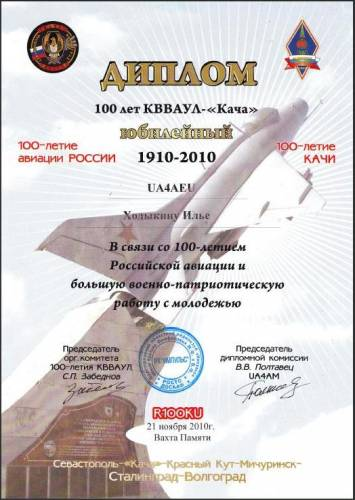 ДИПЛОМ
100 лет КВВАУЛ-«Кача»
юбилейный
100-летие
авиации РОССИИ
1910-2010
100-летие
КАЧИ
UA4AEU
Ходыкину Илье
В связи со 100-летием
Российской авиации и
большую военно-патриотическую
работу с молодежью
Председатель
орг.комитета
100-летия КВВАУЛ
С.П. Забеднов
Председатель
дипломной комиссии
В.В. Полтавец
UA4AM
R100KU
21 ноября 2010г.
Вахта Памяти
Севастополь-«Кача»-Красный Кут-Мичуринск-
Сталинград-Волгоград